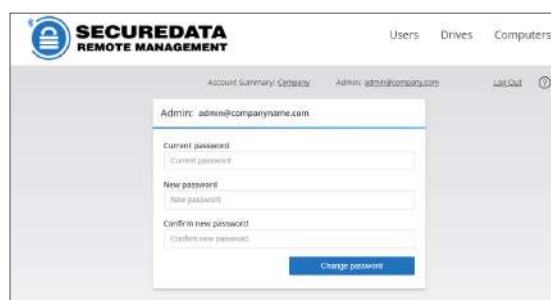 SECUREDATA
REMOTE MANAGEMENT
Users Drives Computers
Account Summary: Company Admin: admin@company.com Log Out ?
Admin: admin@companyname.com
Current password
Current password
New password
New password
Confirm new password
Confirm new password
Change password